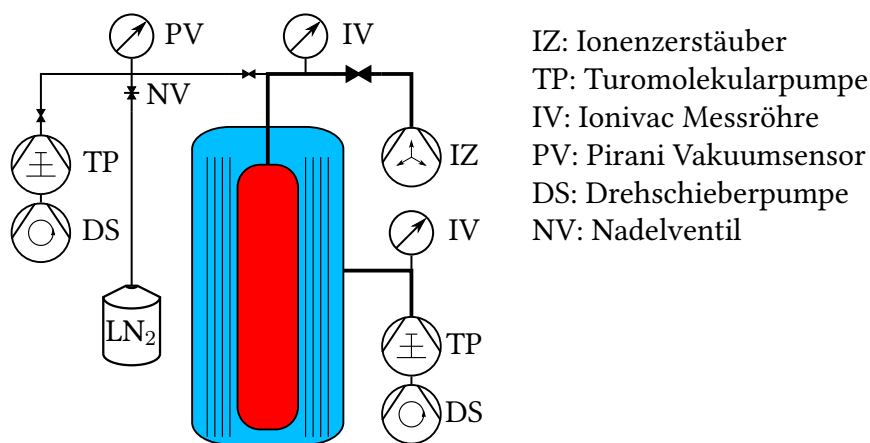 PV
IV
NV
TP
IZ
DS
IV
LN₂
TP
DS
IZ: Ionenzerstäuber
TP: Turomolekularpumpe
IV: Ionivac Messröhre
PV: Pirani Vakuumsensor
DS: Drehschieberpumpe
NV: Nadelventil